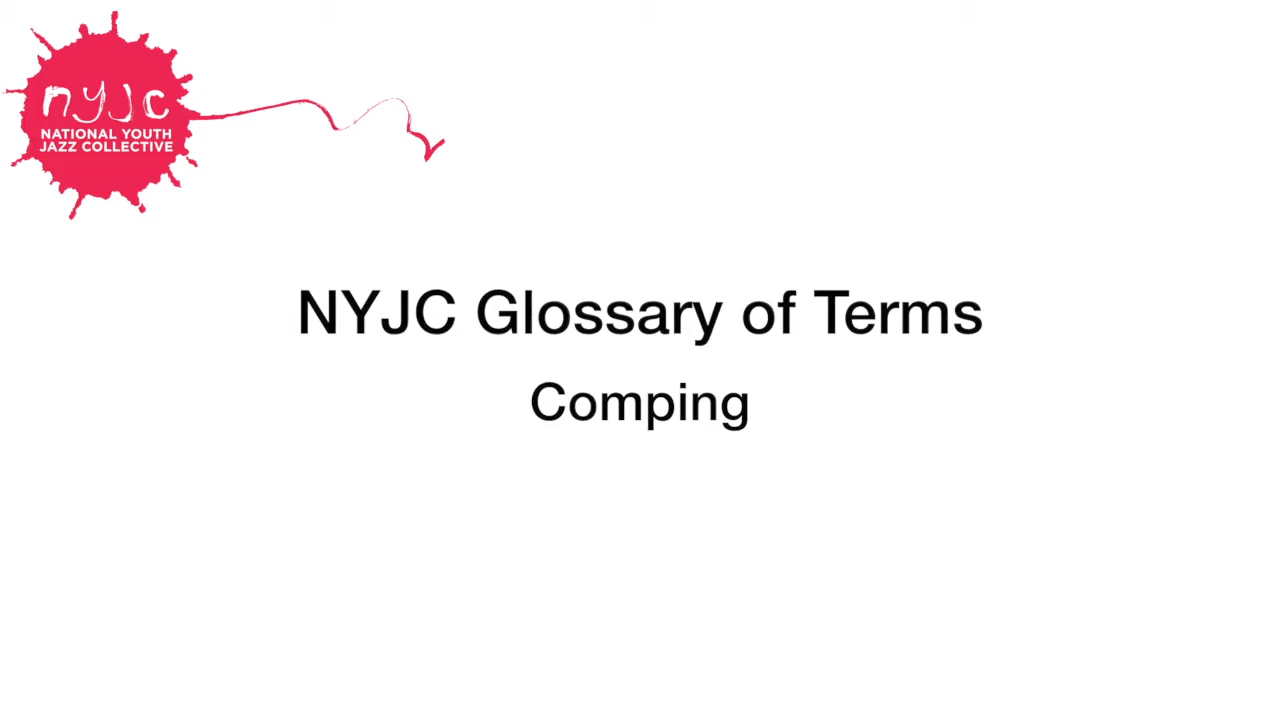 nyjc
NATIONAL YOUTH
JAZZ COLLECTIVE
NYJC Glossary of Terms
Comping